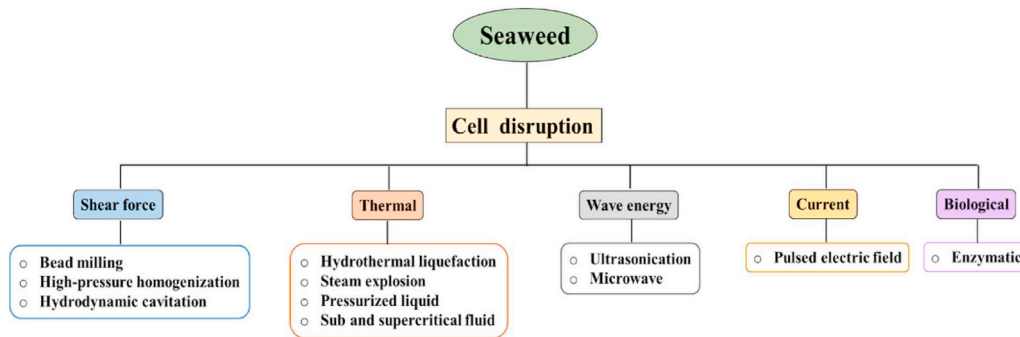 Seaweed
Cell disruption
Shear force
Thermal
Wave energy
Current
Biological
○ Bead milling
○ High-pressure homogenization
○ Hydrodynamic cavitation
○ Hydrothermal liquefaction
○ Steam explosion
○ Pressurized liquid
○ Sub and supercritical fluid
○ Ultrasonication
○ Microwave
○ Pulsed electric field
○ Enzymatic